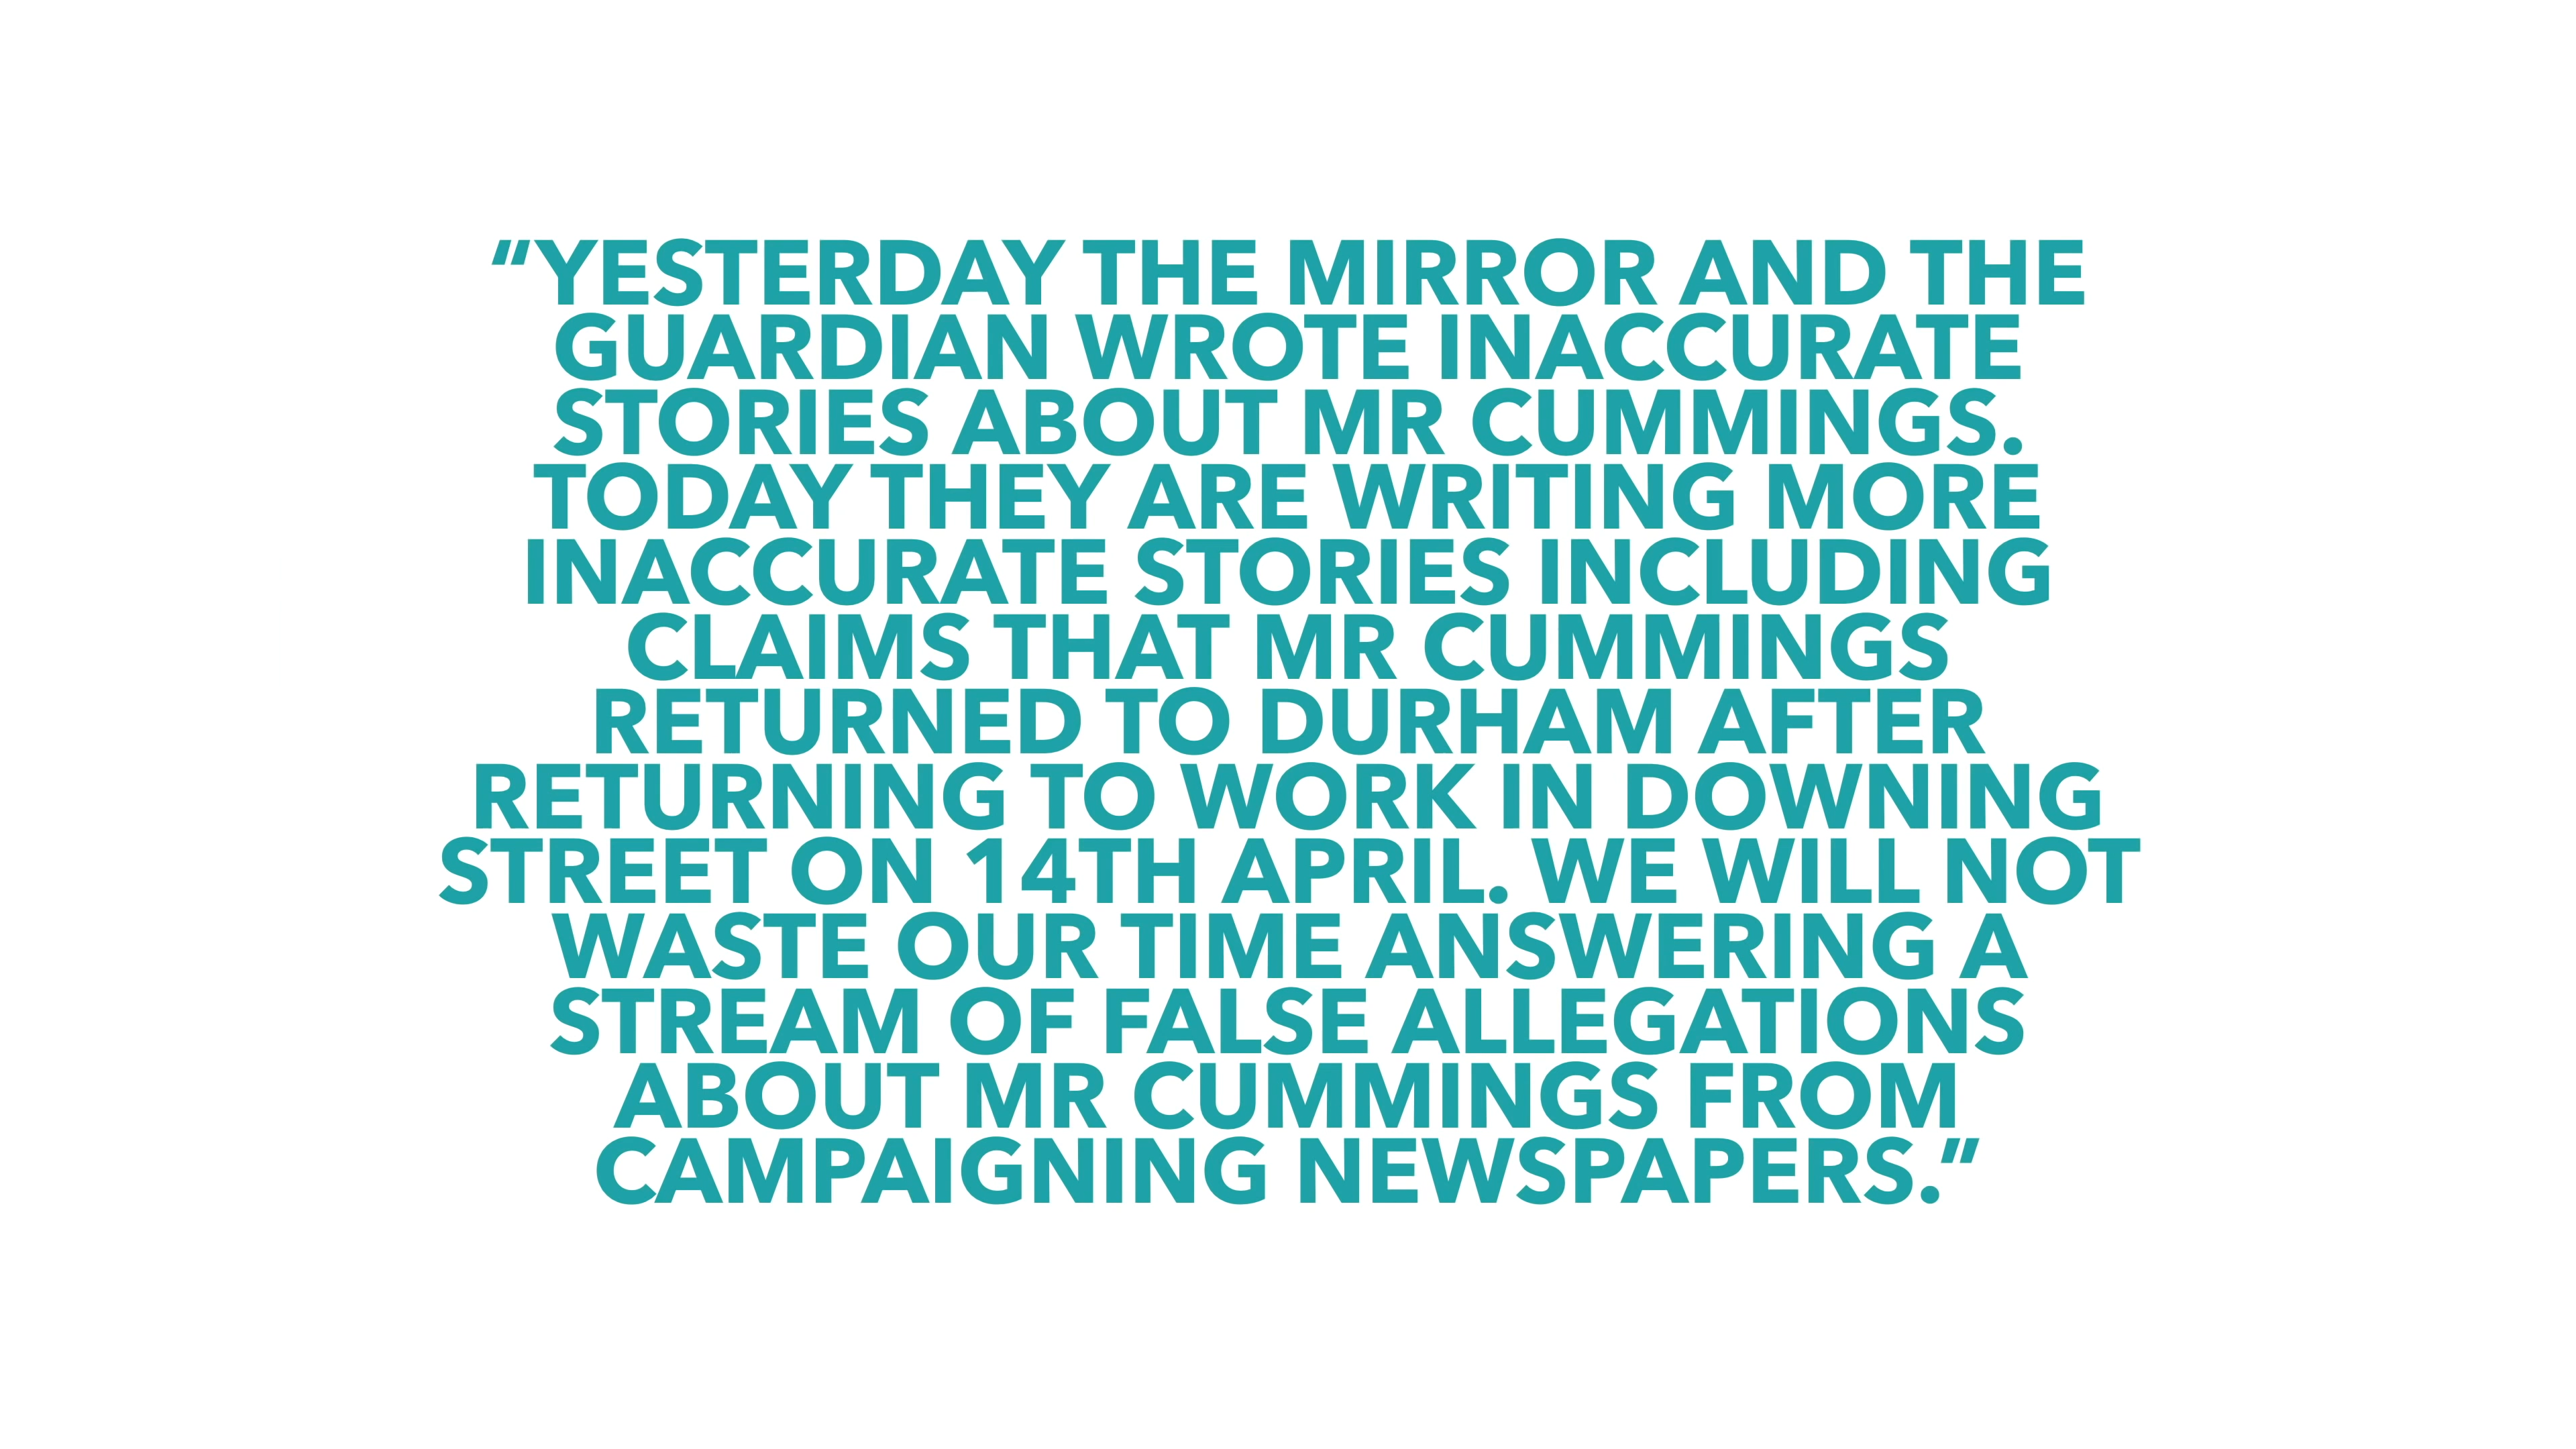 “YESTERDAY THE MIRROR AND THE
GUARDIAN WROTE INACCURATE
STORIES ABOUT MR CUMMINGS.
TODAY THEY ARE WRITING MORE
INACCURATE STORIES INCLUDING
CLAIMS THAT MR CUMMINGS
RETURNED TO DURHAM AFTER
RETURNING TO WORK IN DOWNING
STREET ON 14TH APRIL. WE WILL NOT
WASTE OUR TIME ANSWERING A
STREAM OF FALSE ALLEGATIONS
ABOUT MR CUMMINGS FROM
CAMPAIGNING NEWSPAPERS.”